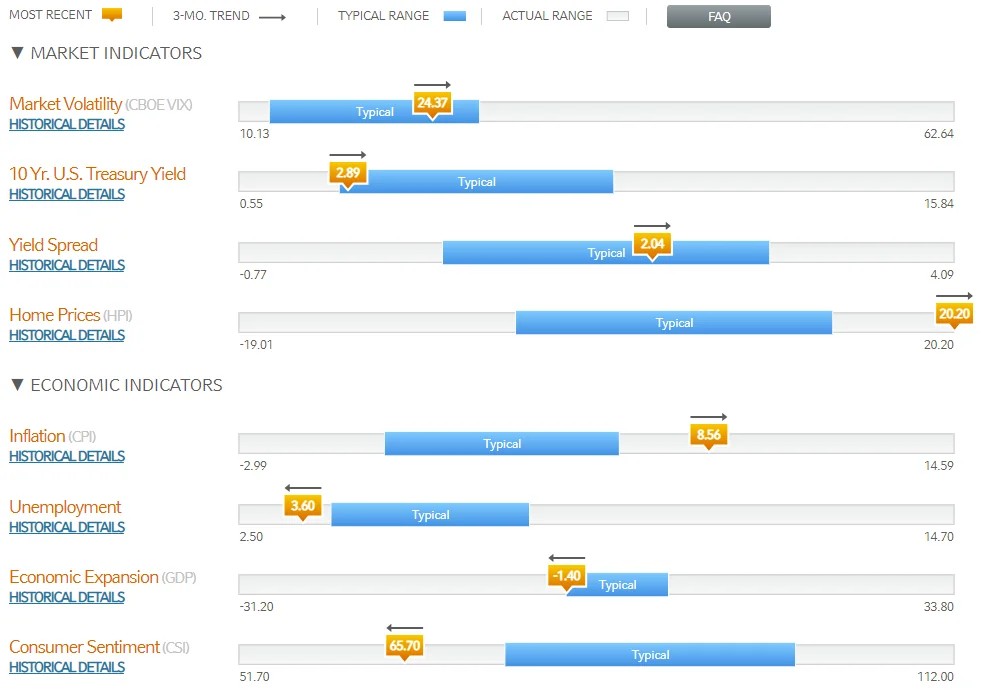 MOST RECENT 3-MO. TREND TYPICAL RANGE ACTUAL RANGE FAQ
▼ MARKET INDICATORS
Market Volatility (CBOE VIX)
HISTORICAL DETAILS
24.37
Typical
10.13 62.64
10 Yr. U.S. Treasury Yield
HISTORICAL DETAILS
2.89
Typical
0.55 15.84
Yield Spread
HISTORICAL DETAILS
2.04
Typical
-0.77 4.09
Home Prices (HPI)
HISTORICAL DETAILS
20.20
Typical
-19.01 20.20
▼ ECONOMIC INDICATORS
Inflation (CPI)
HISTORICAL DETAILS
8.56
Typical
-2.99 14.59
Unemployment
HISTORICAL DETAILS
3.60
Typical
2.50 14.70
Economic Expansion (GDP)
HISTORICAL DETAILS
-1.40
Typical
-31.20 33.80
Consumer Sentiment (CSI)
HISTORICAL DETAILS
65.70
Typical
51.70 112.00